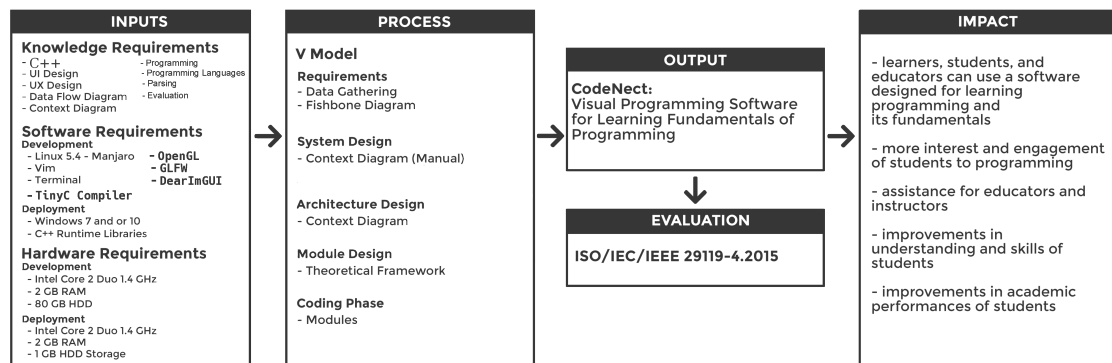 INPUTS
Knowledge Requirements
- C++
- UI Design
- UX Design
- Data Flow Diagram
- Context Diagram
- Programming
- Programming Languages
- Parsing
- Evaluation
Software Requirements
Development
- Linux 5.4 - Manjaro
- Vim
- Terminal
- TinyC Compiler
- OpenGL
- GLFW
- DearImGUI
Deployment
- Windows 7 and or 10
- C++ Runtime Libraries
Hardware Requirements
Development
- Intel Core 2 Duo 1.4 GHz
- 2 GB RAM
- 80 GB HDD
Deployment
- Intel Core 2 Duo 1.4 GHz
- 2 GB RAM
- 1 GB HDD Storage
PROCESS
V Model
Requirements
- Data Gathering
- Fishbone Diagram
System Design
- Context Diagram (Manual)
Architecture Design
- Context Diagram
Module Design
- Theoretical Framework
Coding Phase
- Modules
OUTPUT
CodeNect:
Visual Programming Software
for Learning Fundamentals of
Programming
EVALUATION
ISO/IEC/IEEE 29119-4.2015
IMPACT
- learners, students, and
educators can use a software
designed for learning
programming and
its fundamentals
- more interest and engagement
of students to programming
- assistance for educators and
instructors
- improvements in
understanding and skills of
students
- improvements in academic
performances of students